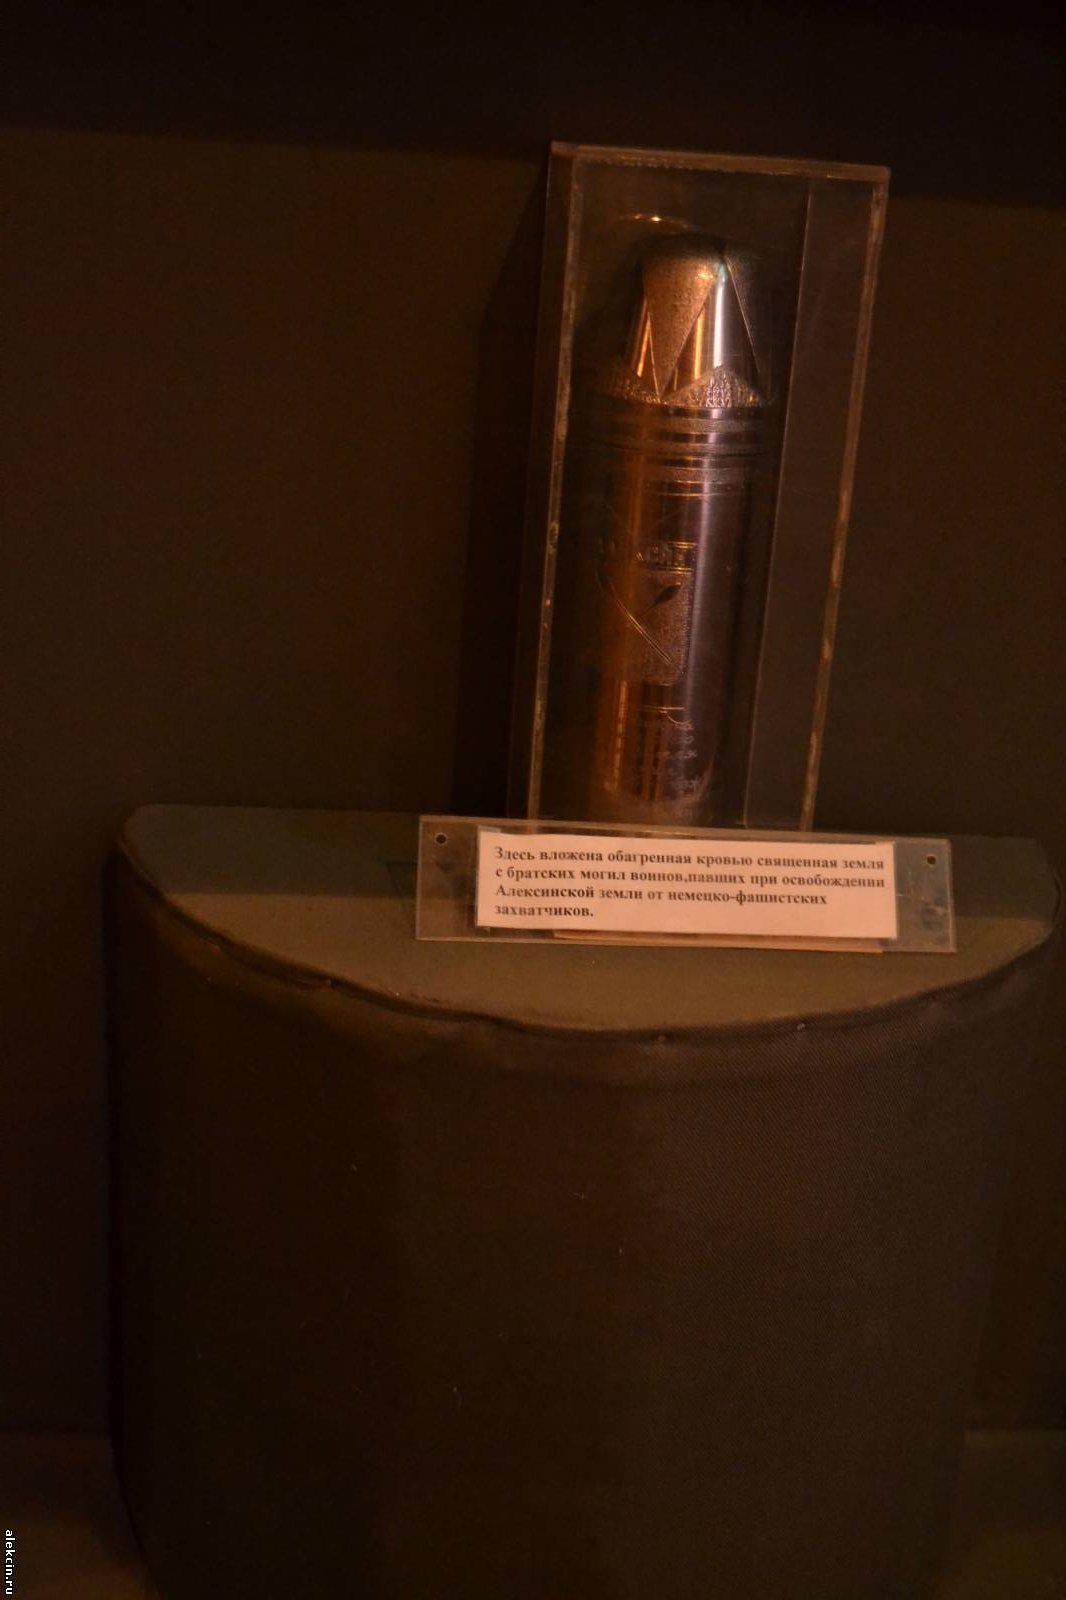 Здесь вложена обагренная кровью священная земля
с братских могил воинов,павших при освобождении
Алексинской земли от немецко-фашистских
захватчиков.
alekcin.ru